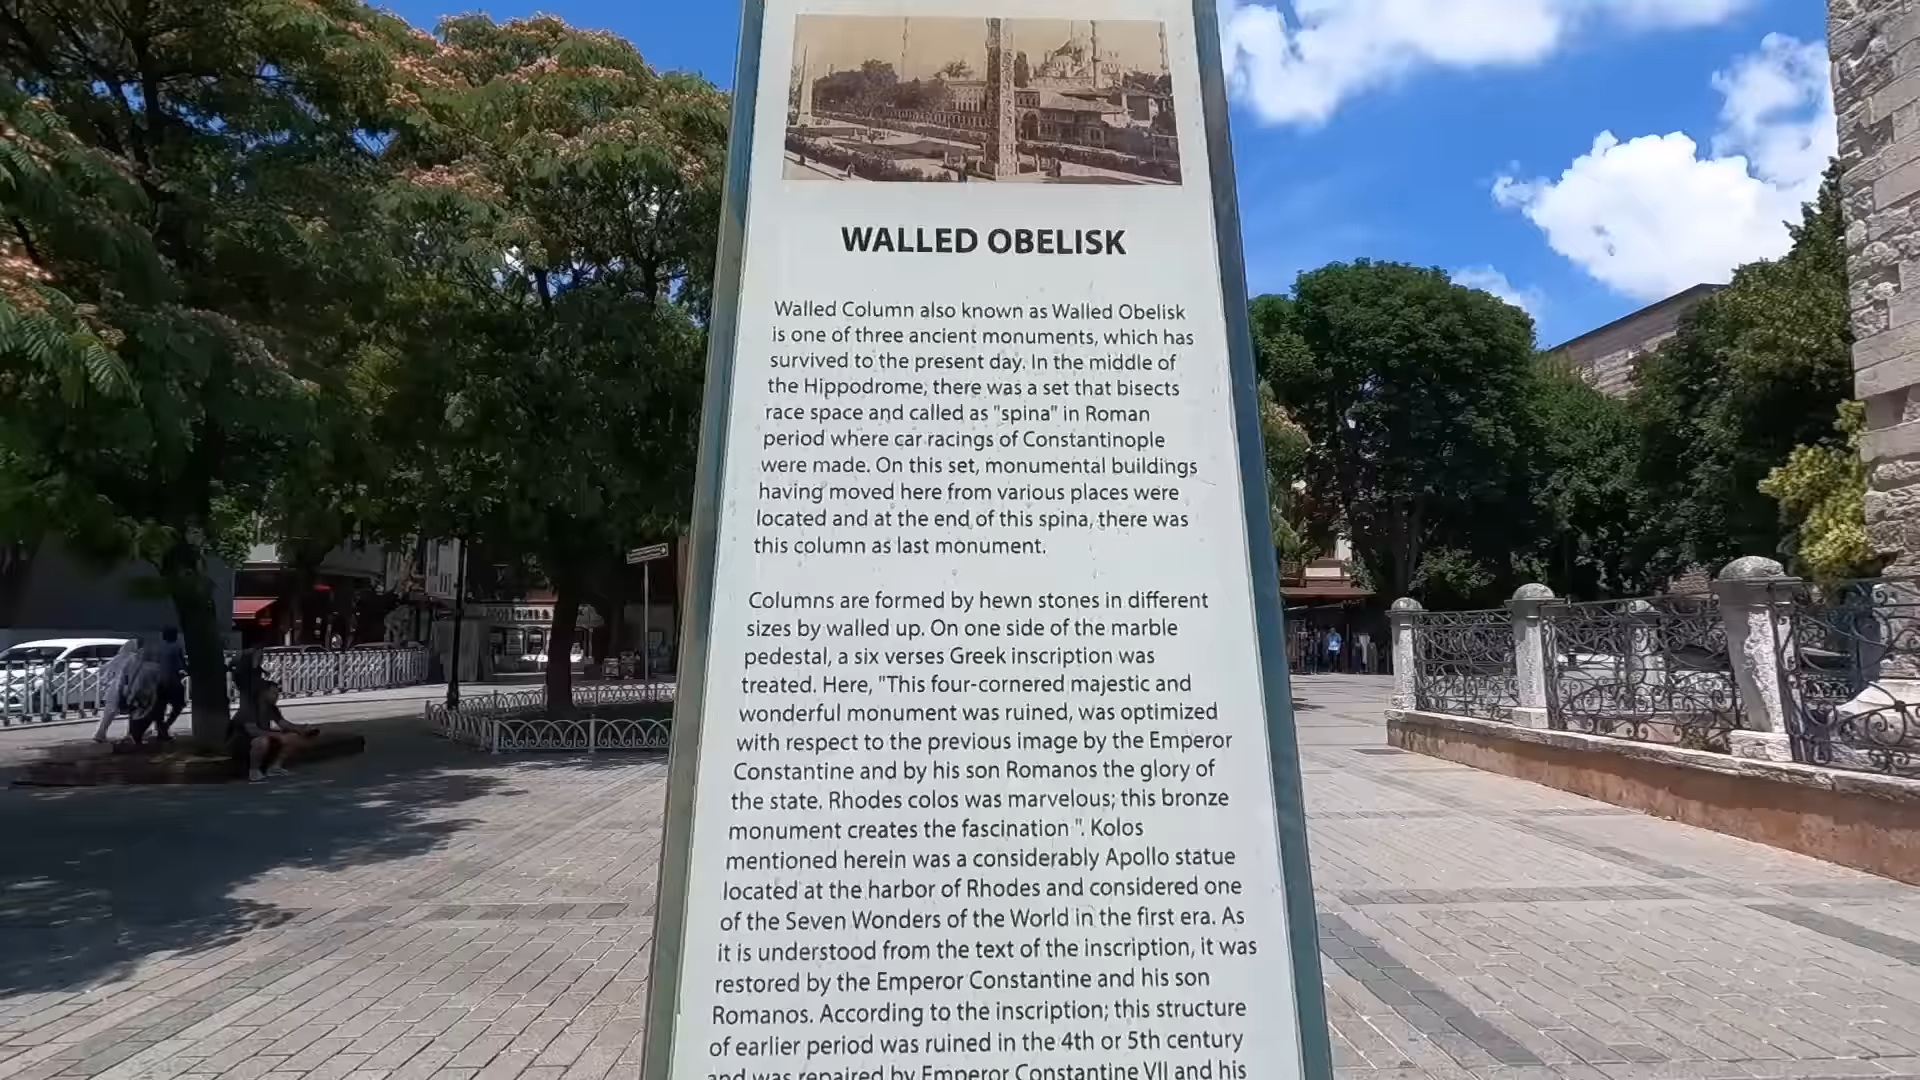 WALLED OBELISK
Walled Column also known as Walled Obelisk
is one of three ancient monuments, which has
survived to the present day. In the middle of
the Hippodrome, there was a set that bisects
race space and called as "spina" in Roman
period where car racings of Constantinople
were made. On this set, monumental buildings
having moved here from various places were
located and at the end of this spina, there was
this column as last monument.
Columns are formed by hewn stones in different
sizes by walled up. On one side of the marble
pedestal, a six verses Greek inscription was
treated. Here, "This four-cornered majestic and
wonderful monument was ruined, was optimized
with respect to the previous image by the Emperor
Constantine and by his son Romanos the glory of
the state. Rhodes colos was marvelous; this bronze
monument creates the fascination ". Kolos
mentioned herein was a considerably Apollo statue
located at the harbor of Rhodes and considered one
of the Seven Wonders of the World in the first era. As
it is understood from the text of the inscription, it was
restored by the Emperor Constantine and his son
Romanos. According to the inscription; this structure
of earlier period was ruined in the 4th or 5th century
and was repaired by Emperor Constantine VII and his